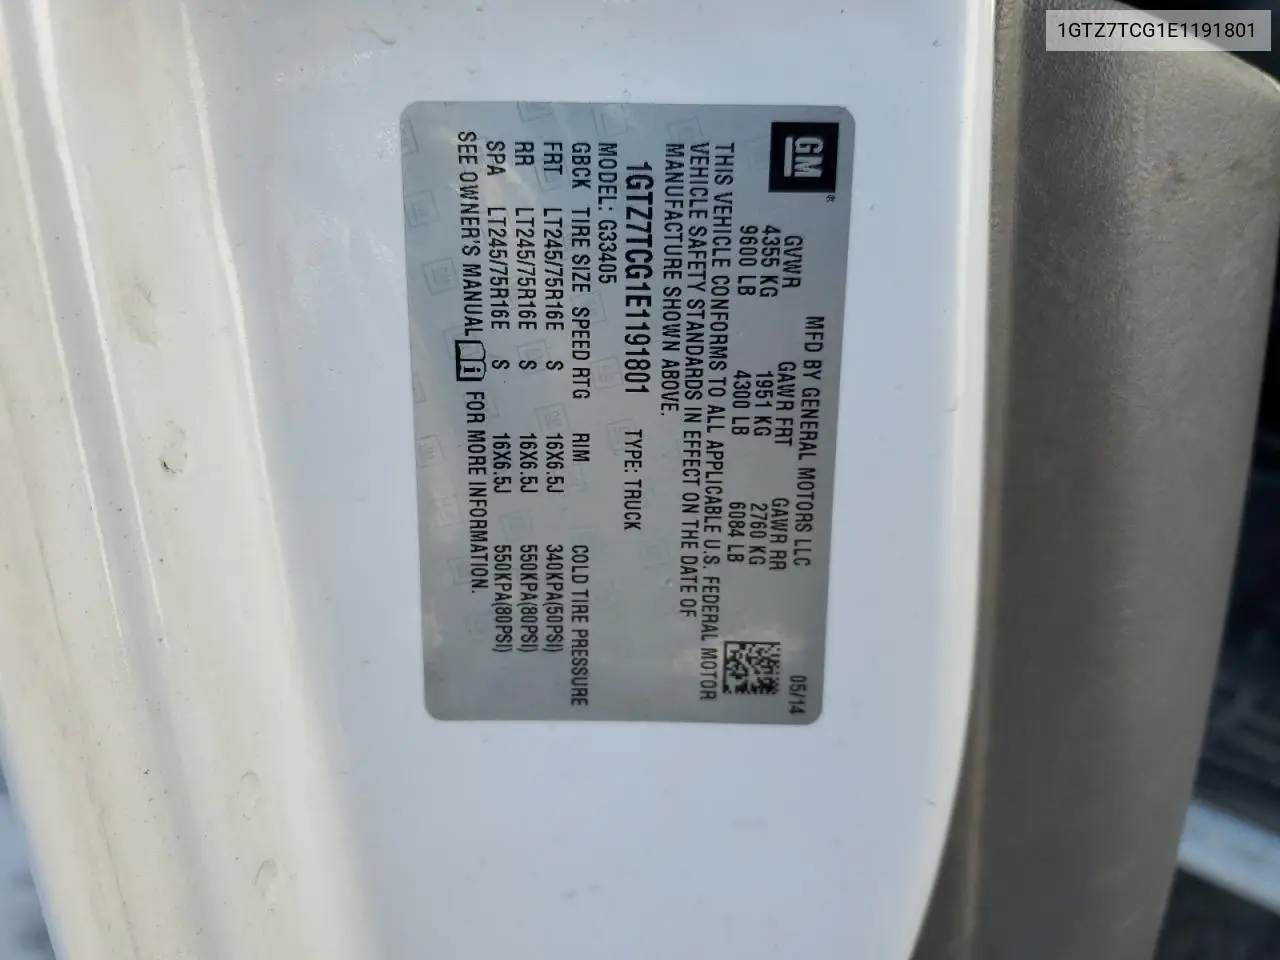 1GTZ7TCG1E1191801
GM ®
MFD BY GENERAL MOTORS LLC 05/14
GVWR GAWR FRT GAWR RR
4355 KG 1951 KG 2760 KG
9600 LB 4300 LB 6084 LB
THIS VEHICLE CONFORMS TO ALL APPLICABLE U.S. FEDERAL MOTOR
VEHICLE SAFETY STANDARDS IN EFFECT ON THE DATE OF
MANUFACTURE SHOWN ABOVE.
1GTZ7TCG1E1191801 TYPE: TRUCK
MODEL: G33405
GBCK TIRE SIZE SPEED RTG RIM COLD TIRE PRESSURE
FRT LT245/75R16E S 16X6.5J 340KPA(50PSI)
RR LT245/75R16E S 16X6.5J 550KPA(80PSI)
SPA LT245/75R16E S 16X6.5J 550KPA(80PSI)
SEE OWNER'S MANUAL i FOR MORE INFORMATION.